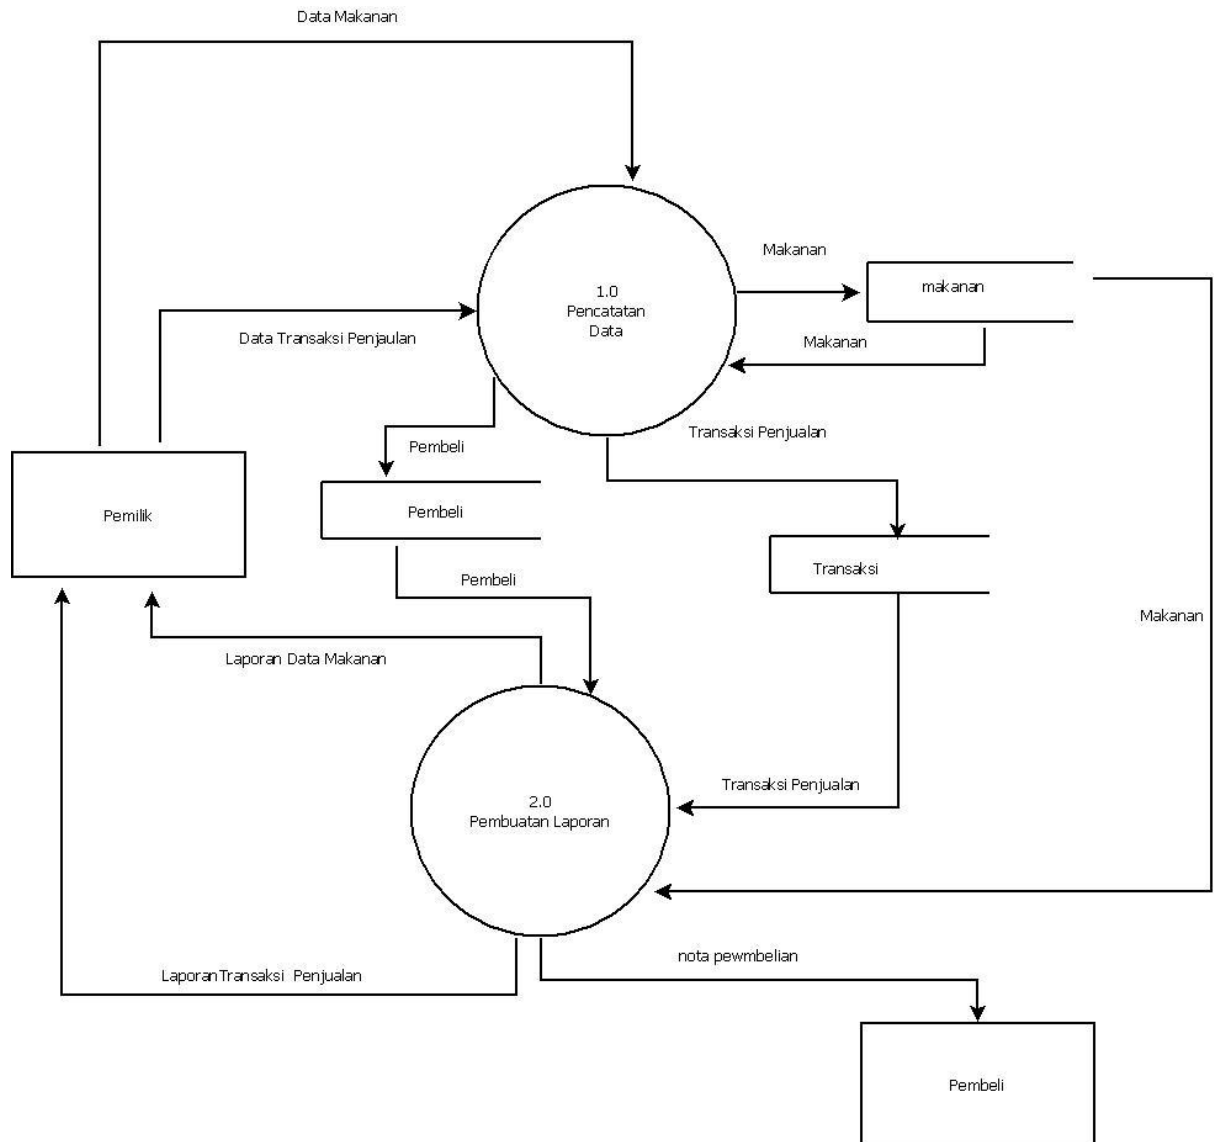 Data Makanan
Makanan
1.0
Pencatatan
Data
makanan
Data Transaksi Penjaulan
Makanan
Transaksi Penjualan
Pembeli
Pemilik
Pembeli
Transaksi
Pembeli
Makanan
Laporan Data Makanan
Transaksi Penjualan
2.0
Pembuatan Laporan
nota pewmbelian
LaporanTransaksi Penjualan
Pembeli